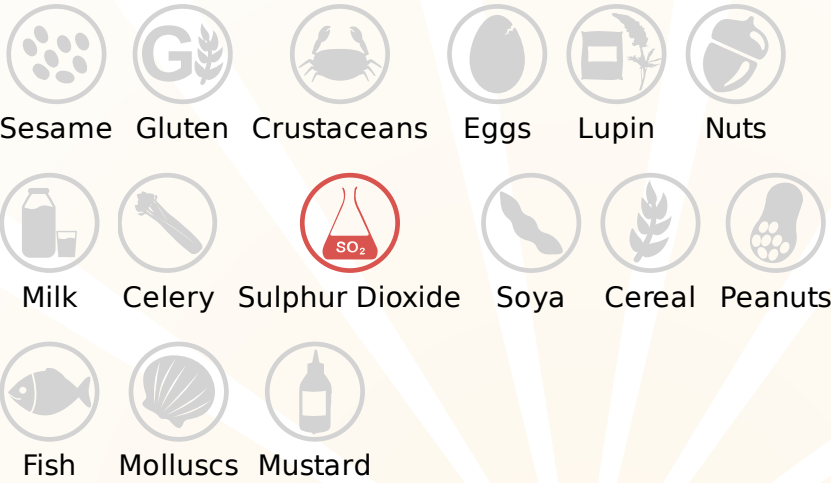 G
Sesame Gluten Crustaceans Eggs Lupin Nuts
SO₂
Milk Celery Sulphur Dioxide Soya Cereal Peanuts
Fish Molluscs Mustard